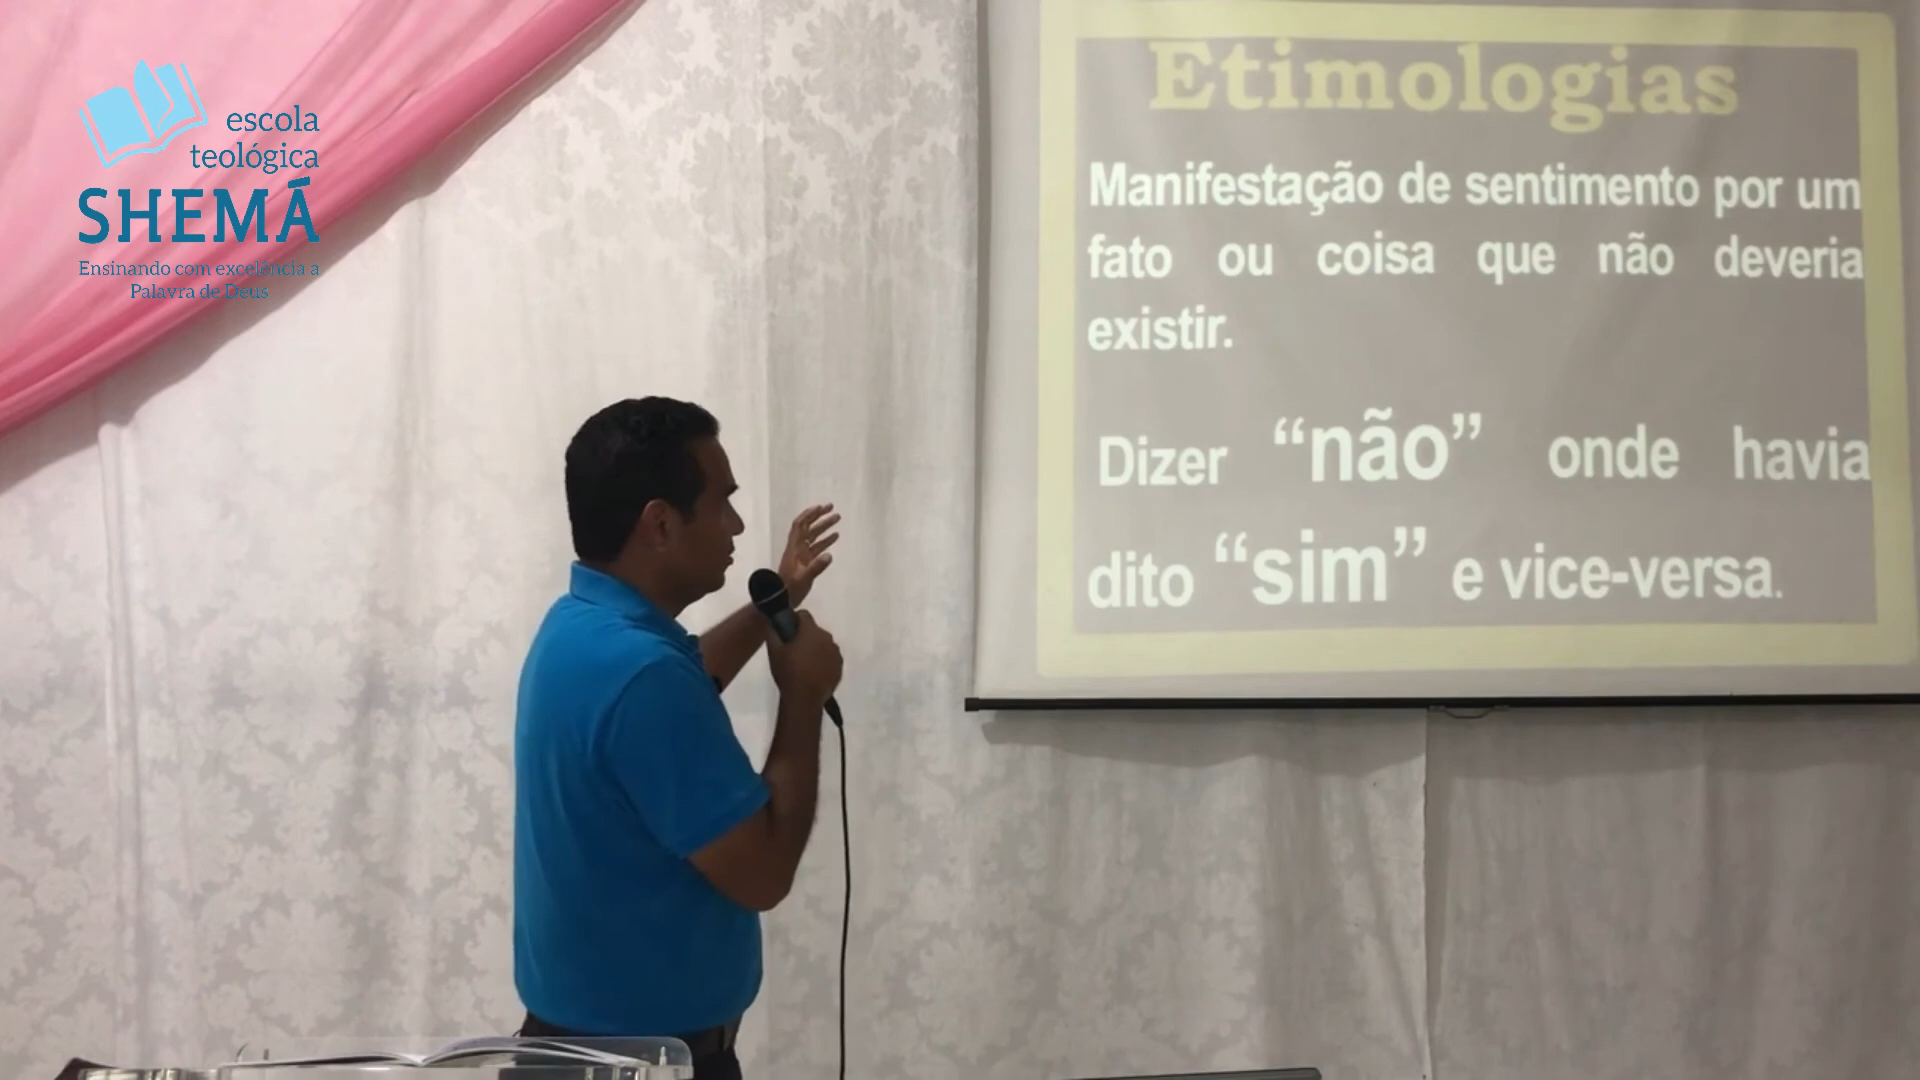 escola
teológica
SHEMÁ
Ensinando com excelência a
Palavra de Deus
Etimologias
Manifestação de sentimento por um
fato ou coisa que não deveria
existir.
Dizer “não” onde havia
dito “sim” e vice-versa.